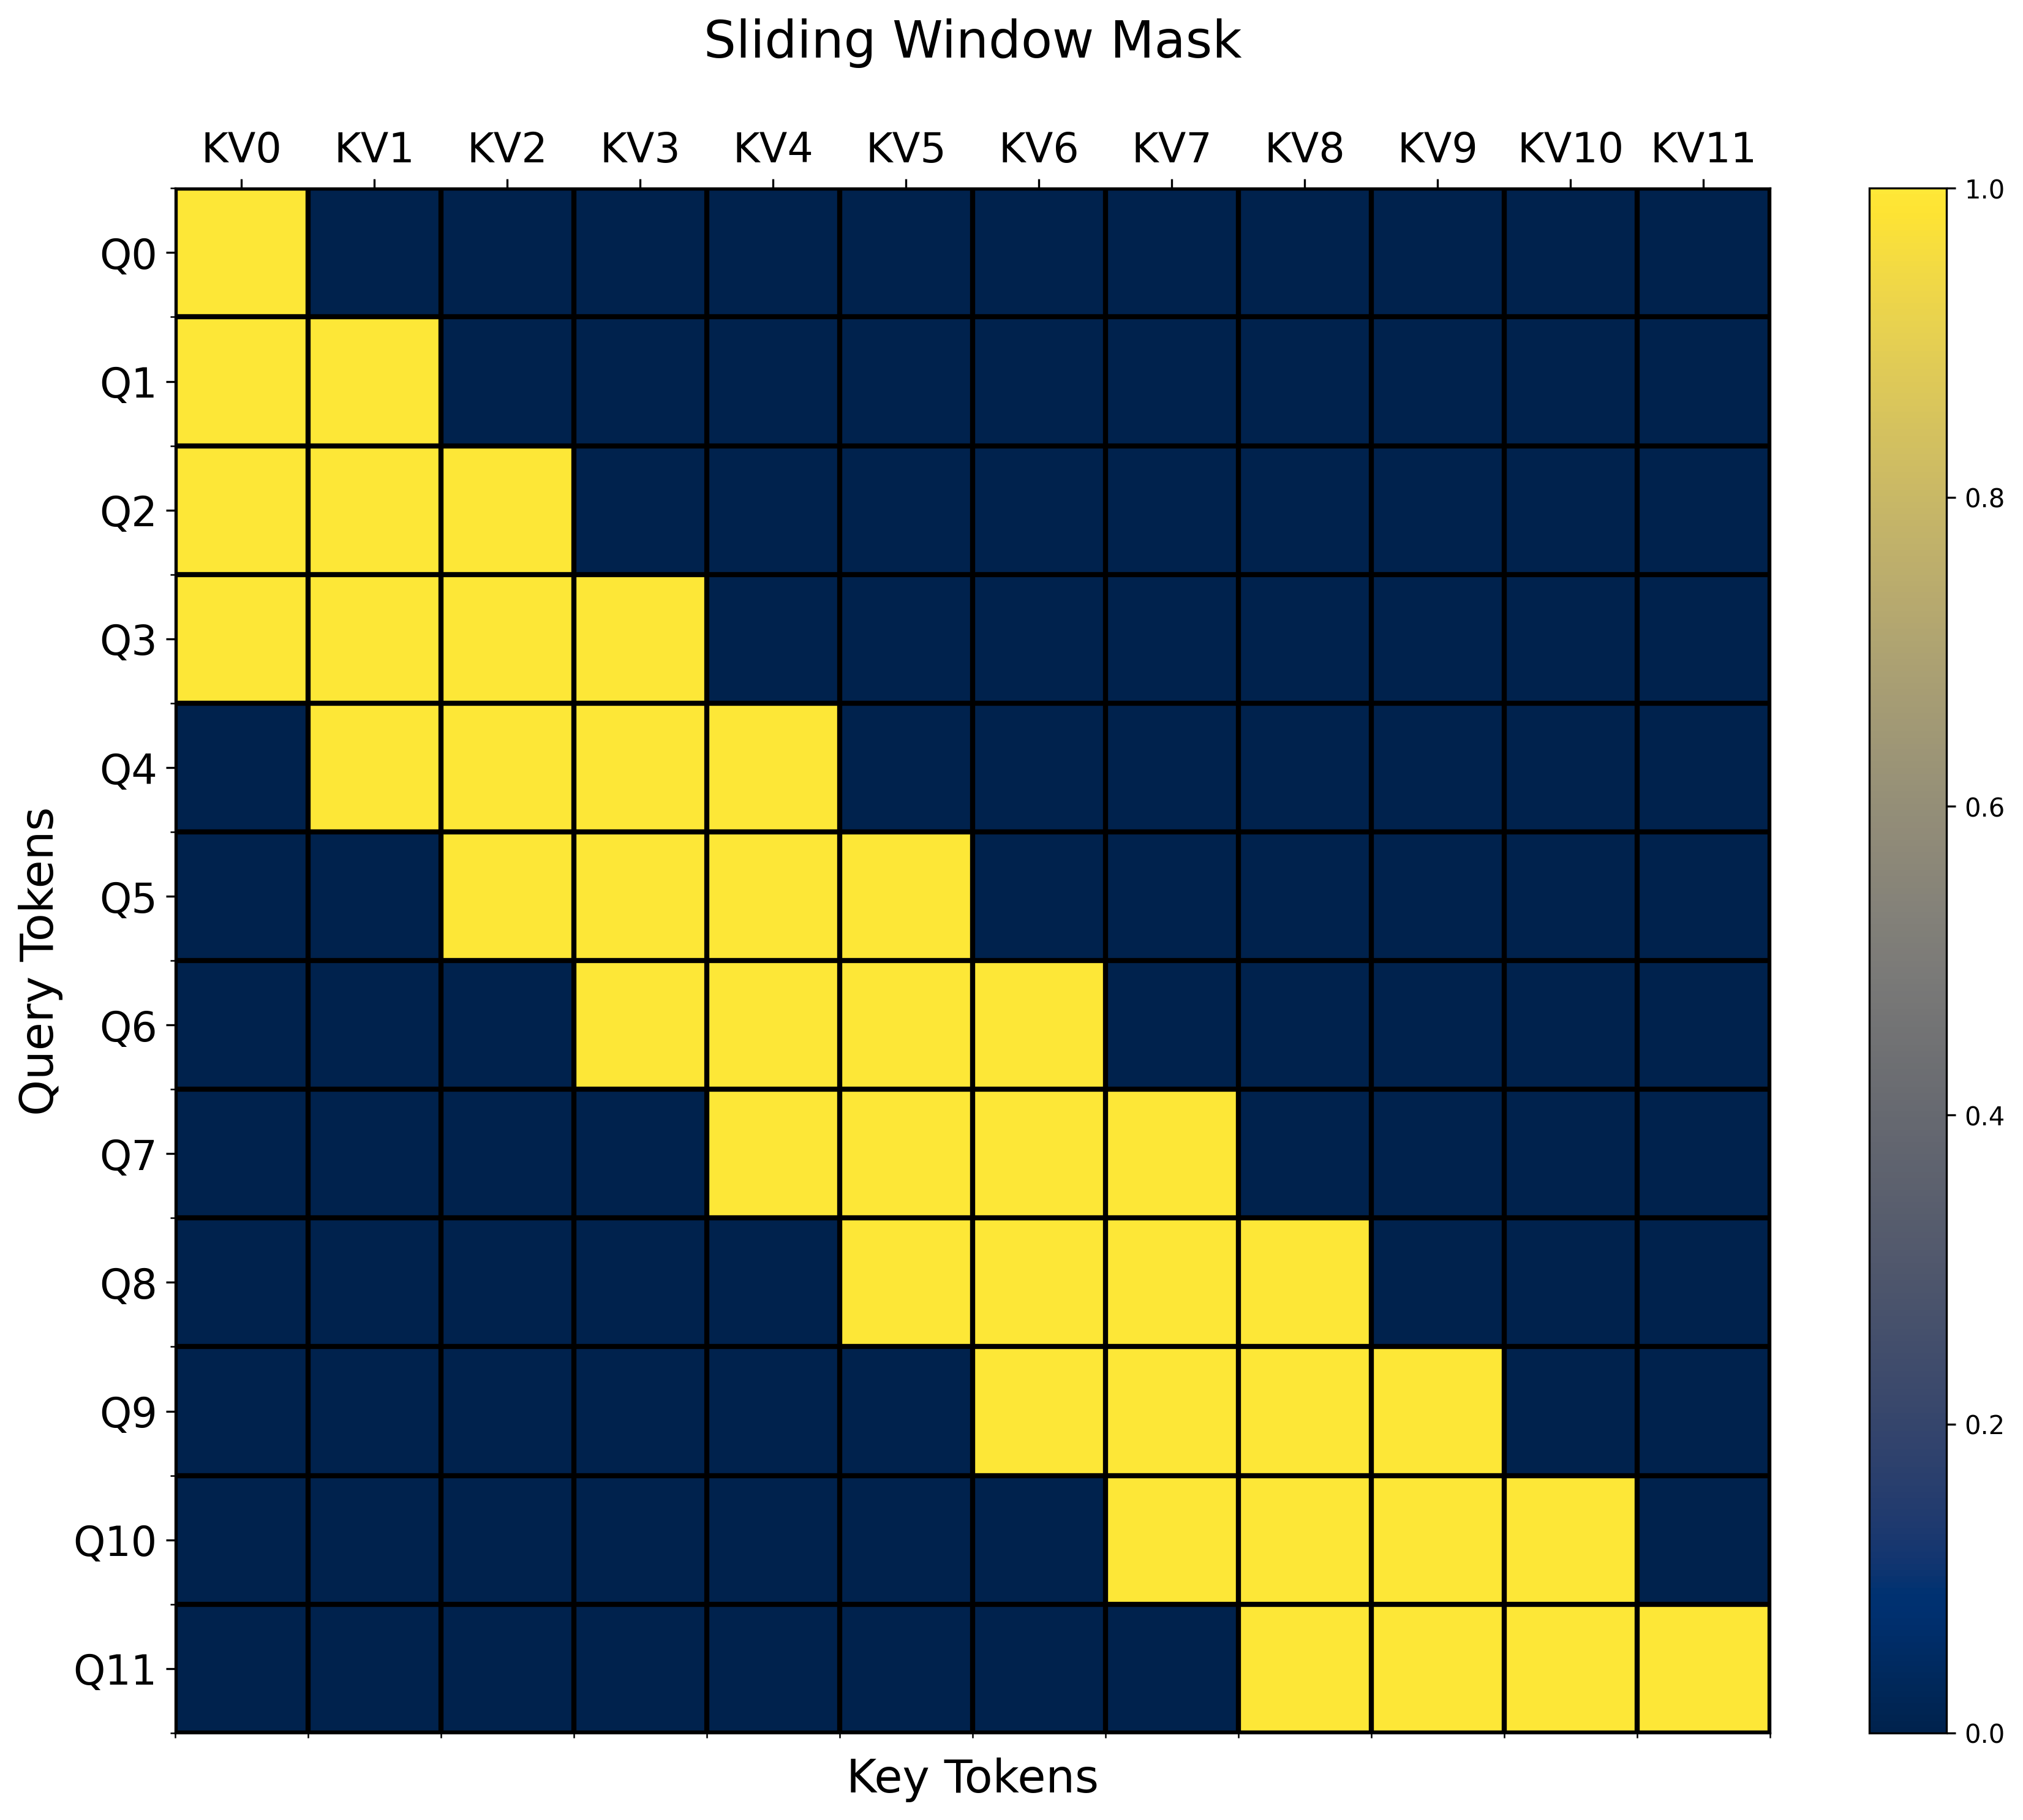 Sliding Window Mask
KV0 KV1 KV2 KV3 KV4 KV5 KV6 KV7 KV8 KV9 KV10 KV11
Q0
Q1
Q2
Q3
Q4
Q5
Q6
Q7
Q8
Q9
Q10
Q11
Query Tokens
Key Tokens
1.0
0.8
0.6
0.4
0.2
0.0